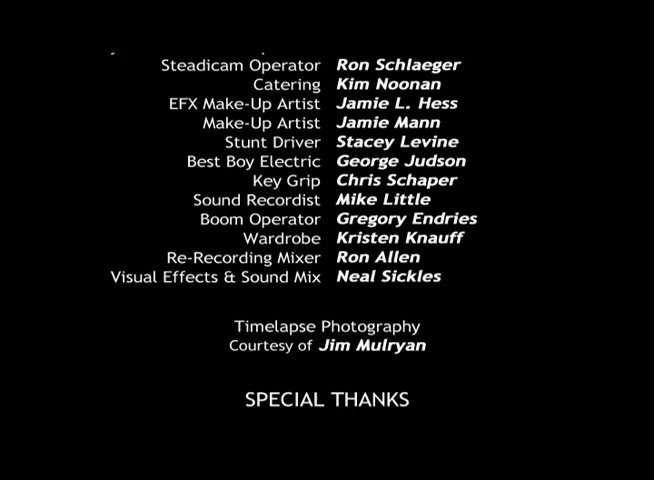 Steadicam Operator Ron Schlaeger
Catering Kim Noonan
EFX Make-Up Artist Jamie L. Hess
Make-Up Artist Jamie Mann
Stunt Driver Stacey Levine
Best Boy Electric George Judson
Key Grip Chris Schaper
Sound Recordist Mike Little
Boom Operator Gregory Endries
Wardrobe Kristen Knauff
Re-Recording Mixer Ron Allen
Visual Effects & Sound Mix Neal Sickles
Timelapse Photography
Courtesy of Jim Mulryan
SPECIAL THANKS